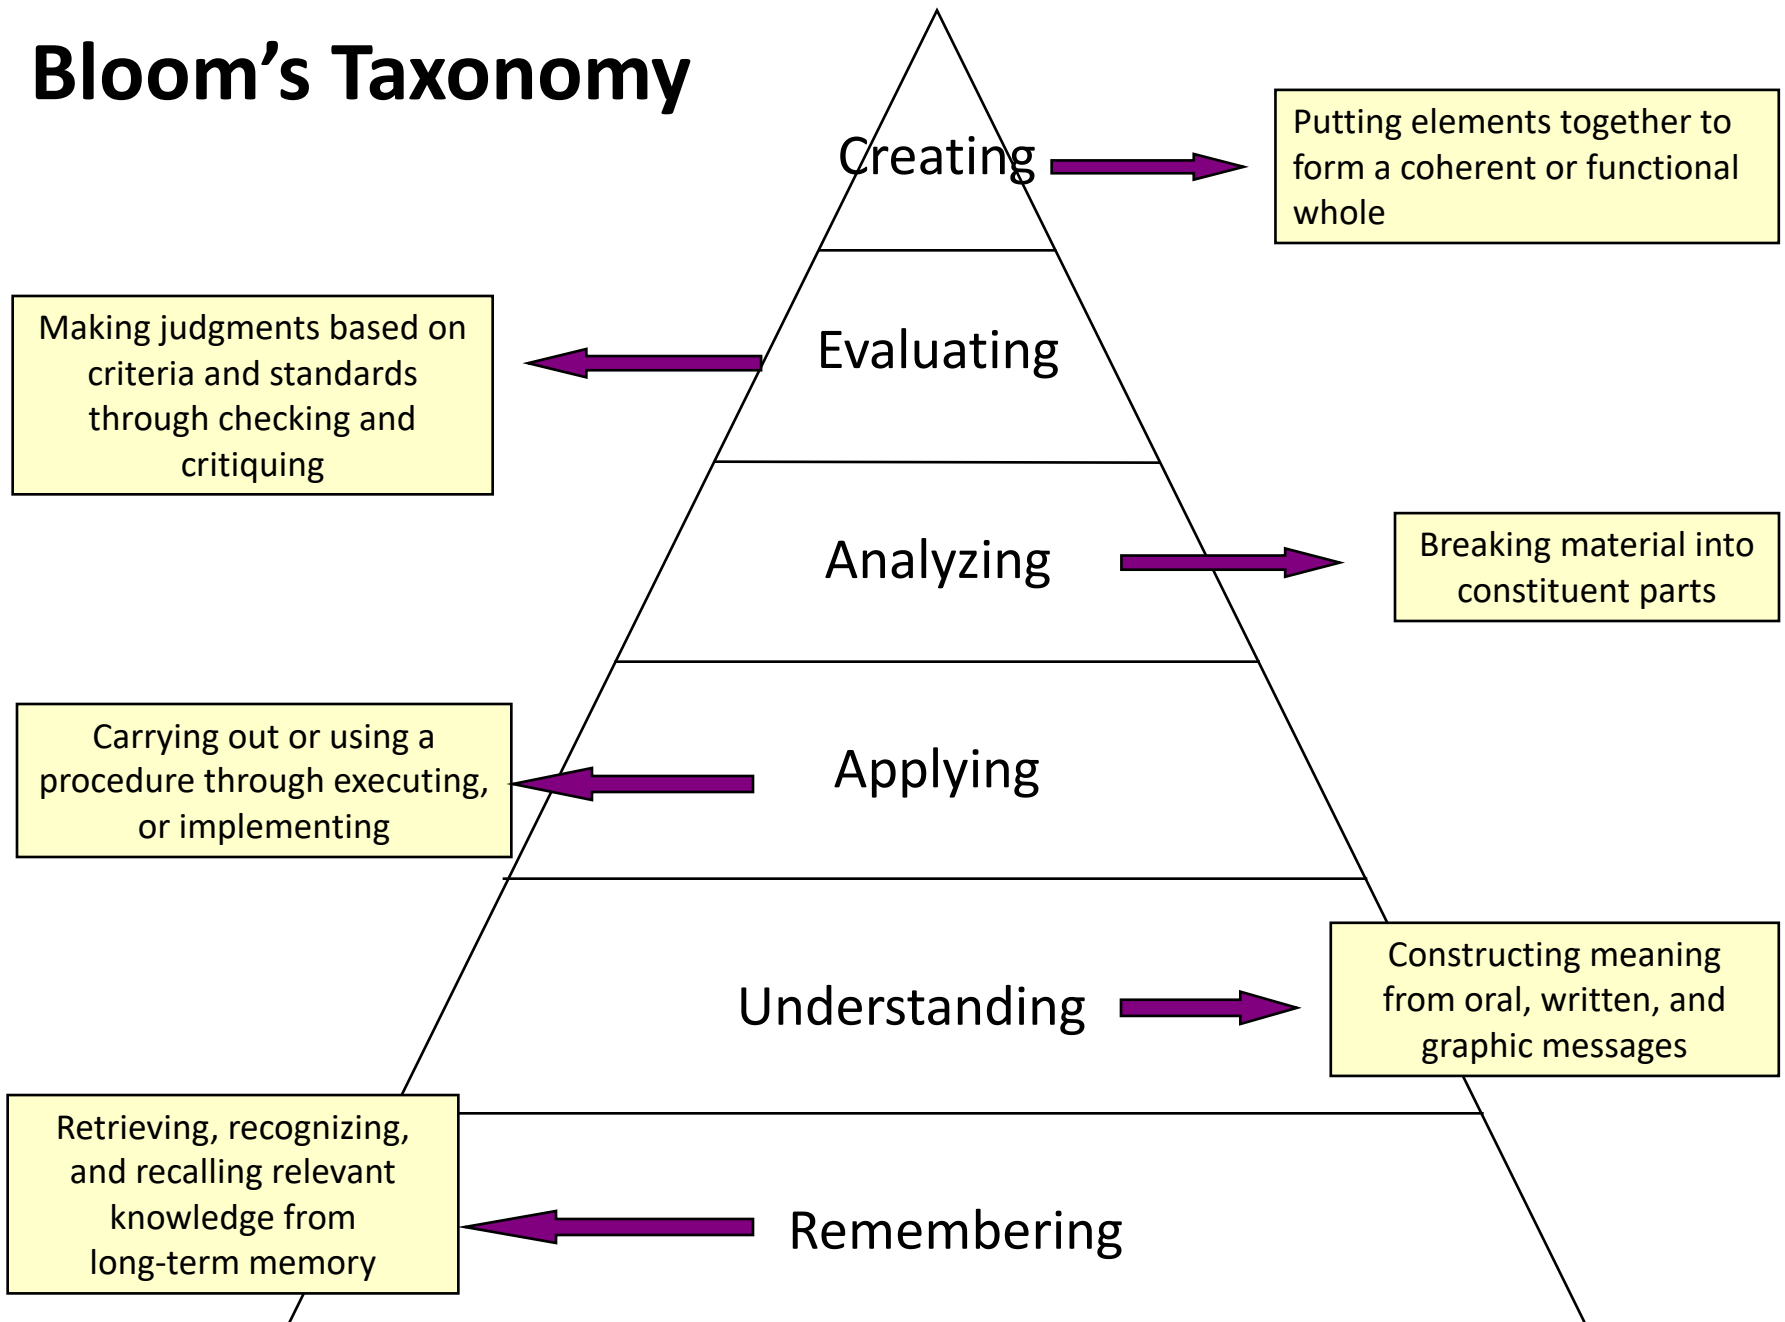 Bloom’s Taxonomy
Creating
Putting elements together to
form a coherent or functional
whole
Evaluating
Making judgments based on
criteria and standards
through checking and
critiquing
Analyzing
Breaking material into
constituent parts
Applying
Carrying out or using a
procedure through executing,
or implementing
Understanding
Constructing meaning
from oral, written, and
graphic messages
Remembering
Retrieving, recognizing,
and recalling relevant
knowledge from
long-term memory